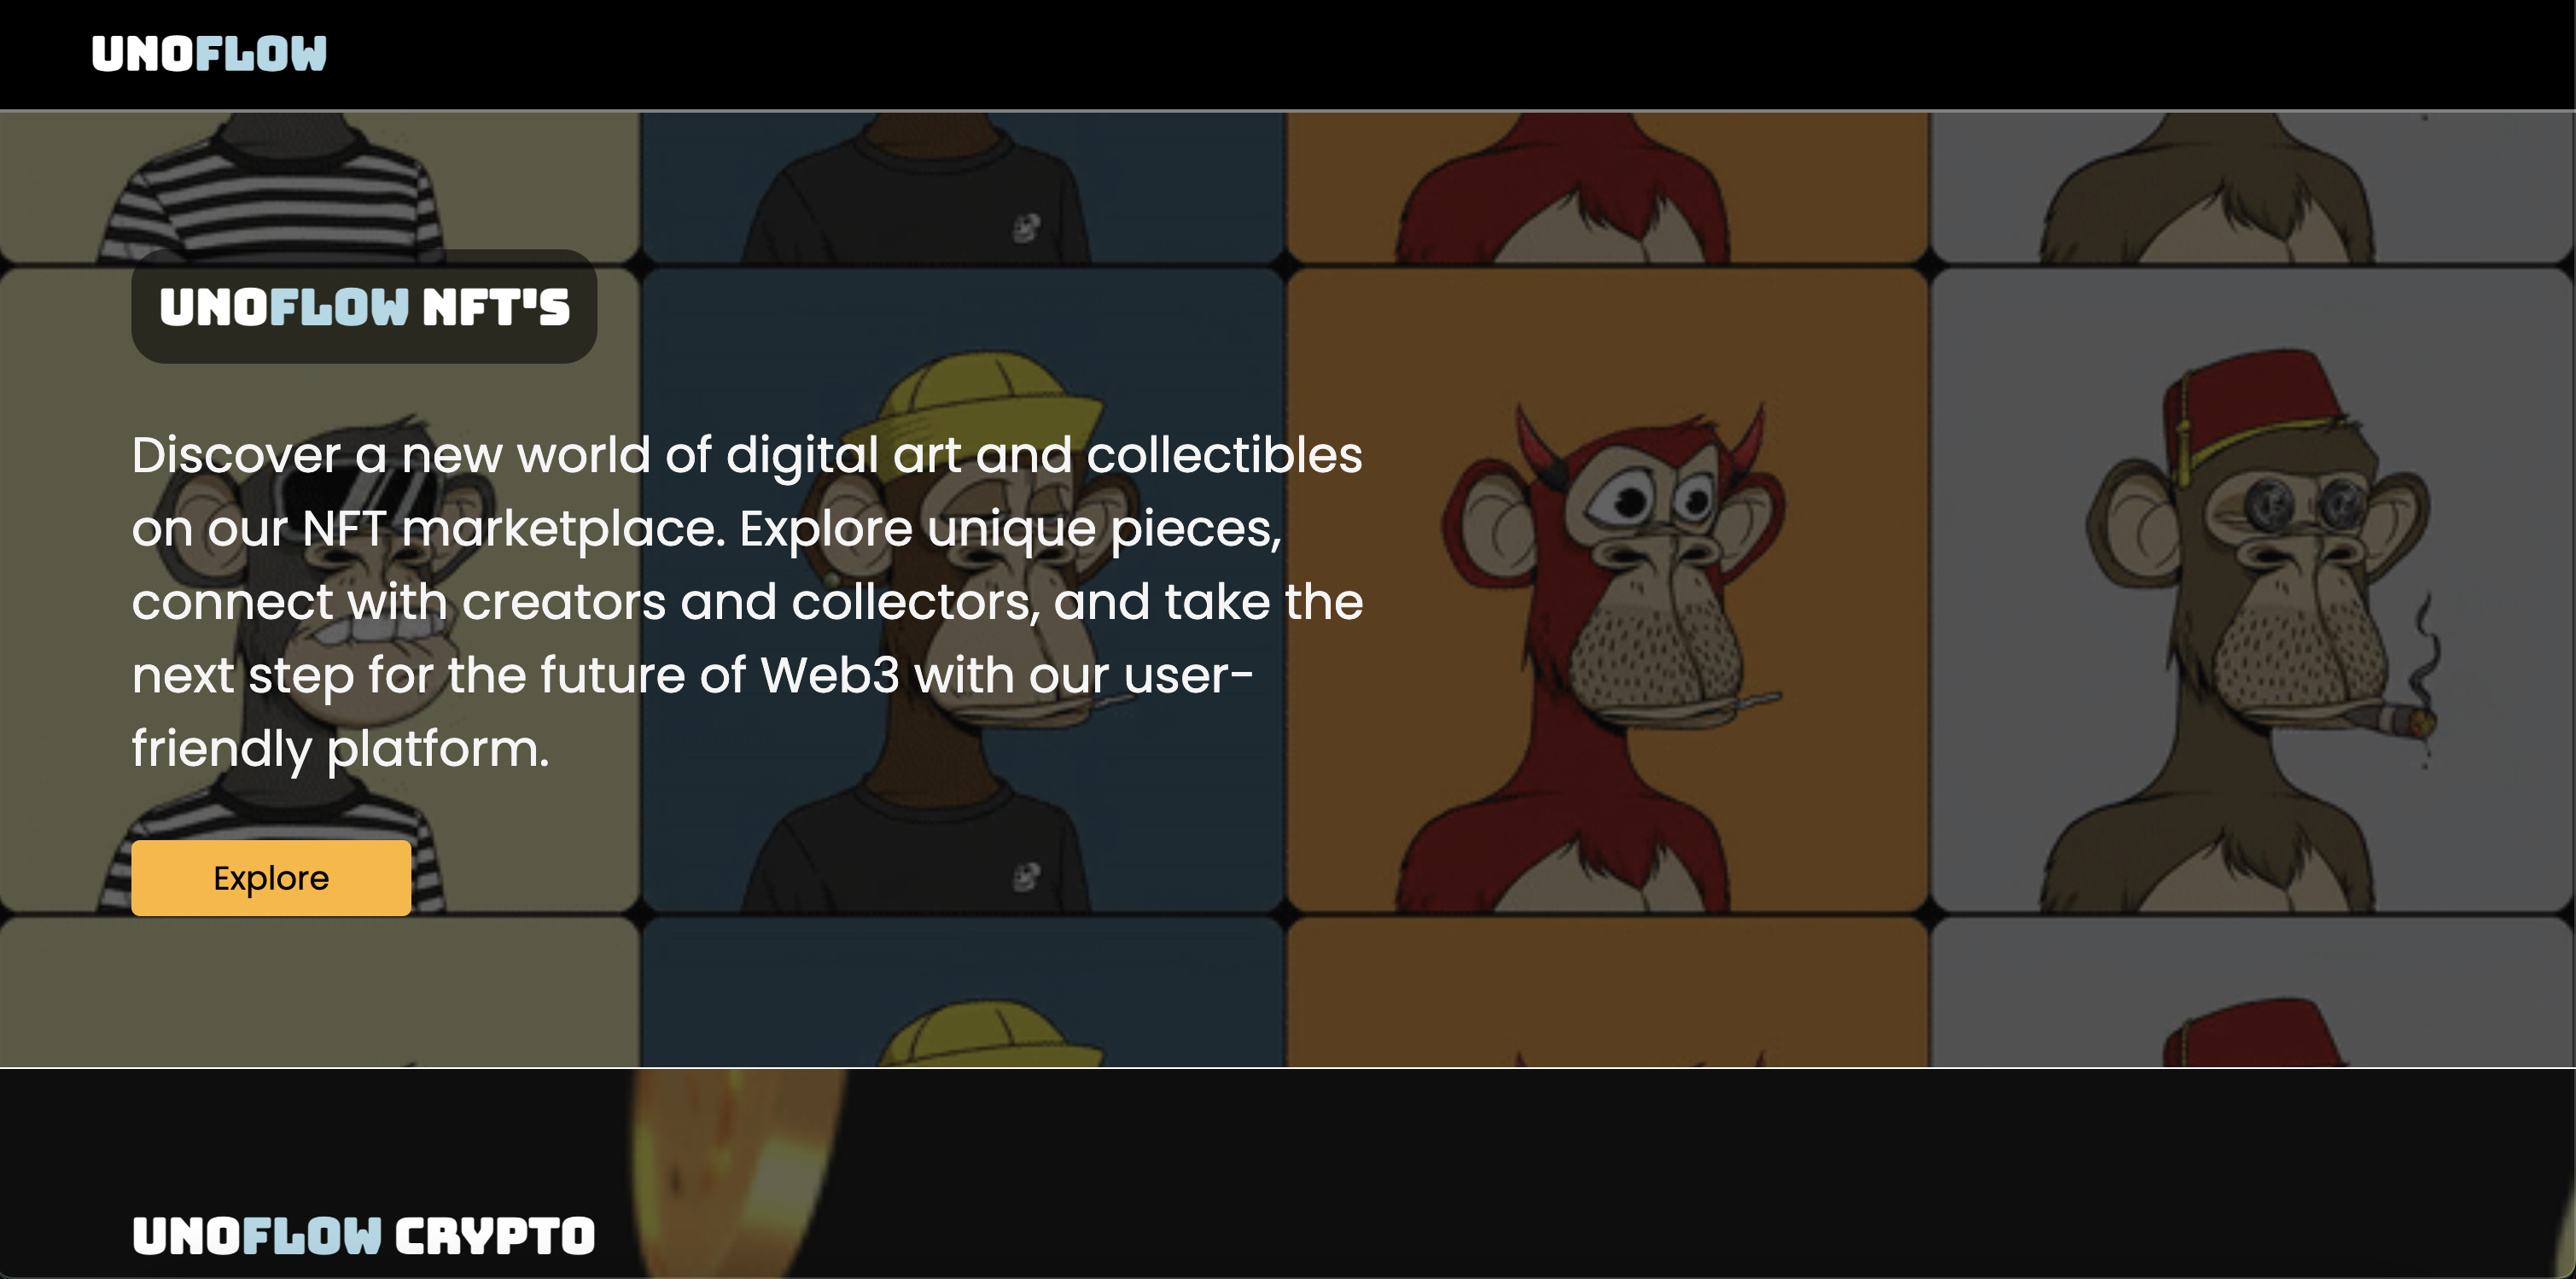 UNOFLOW
UNOFLOW NFT'S
Discover a new world of digital art and collectibles
on our NFT marketplace. Explore unique pieces,
connect with creators and collectors, and take the
next step for the future of Web3 with our user-
friendly platform.
Explore
UNOFLOW CRYPTO